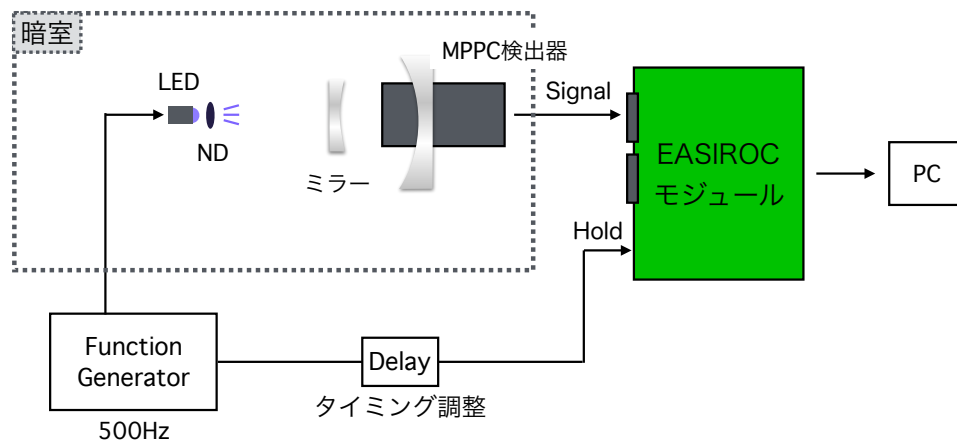 暗室
MPPC検出器
LED
Signal
ND
EASIROC
モジュール
PC
ミラー
Hold
Function
Generator
Delay
タイミング調整
500Hz